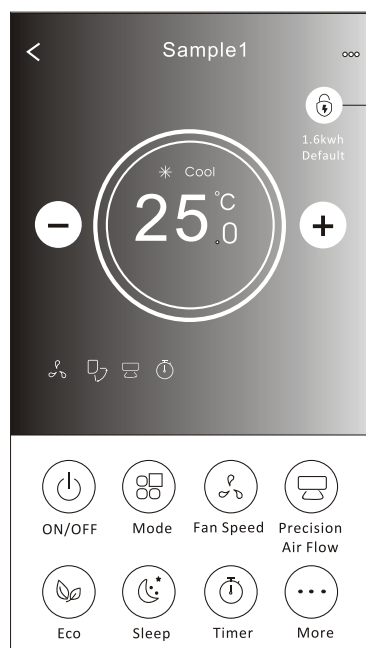 Sample1
1.6kwh
Default
Cool
25.0°C
ON/OFF
Mode
Fan Speed
Precision
Air Flow
Eco
Sleep
Timer
More